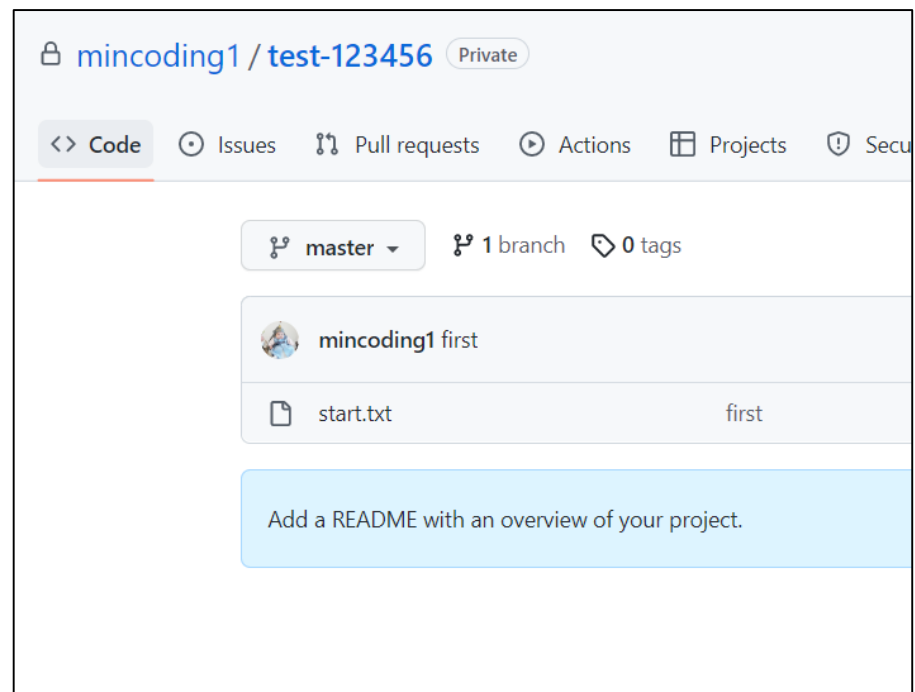 mincoding1 / test-123456 Private
<> Code Issues Pull requests Actions Projects Secu
master 1 branch 0 tags
mincoding1 first
start.txt first
Add a README with an overview of your project.